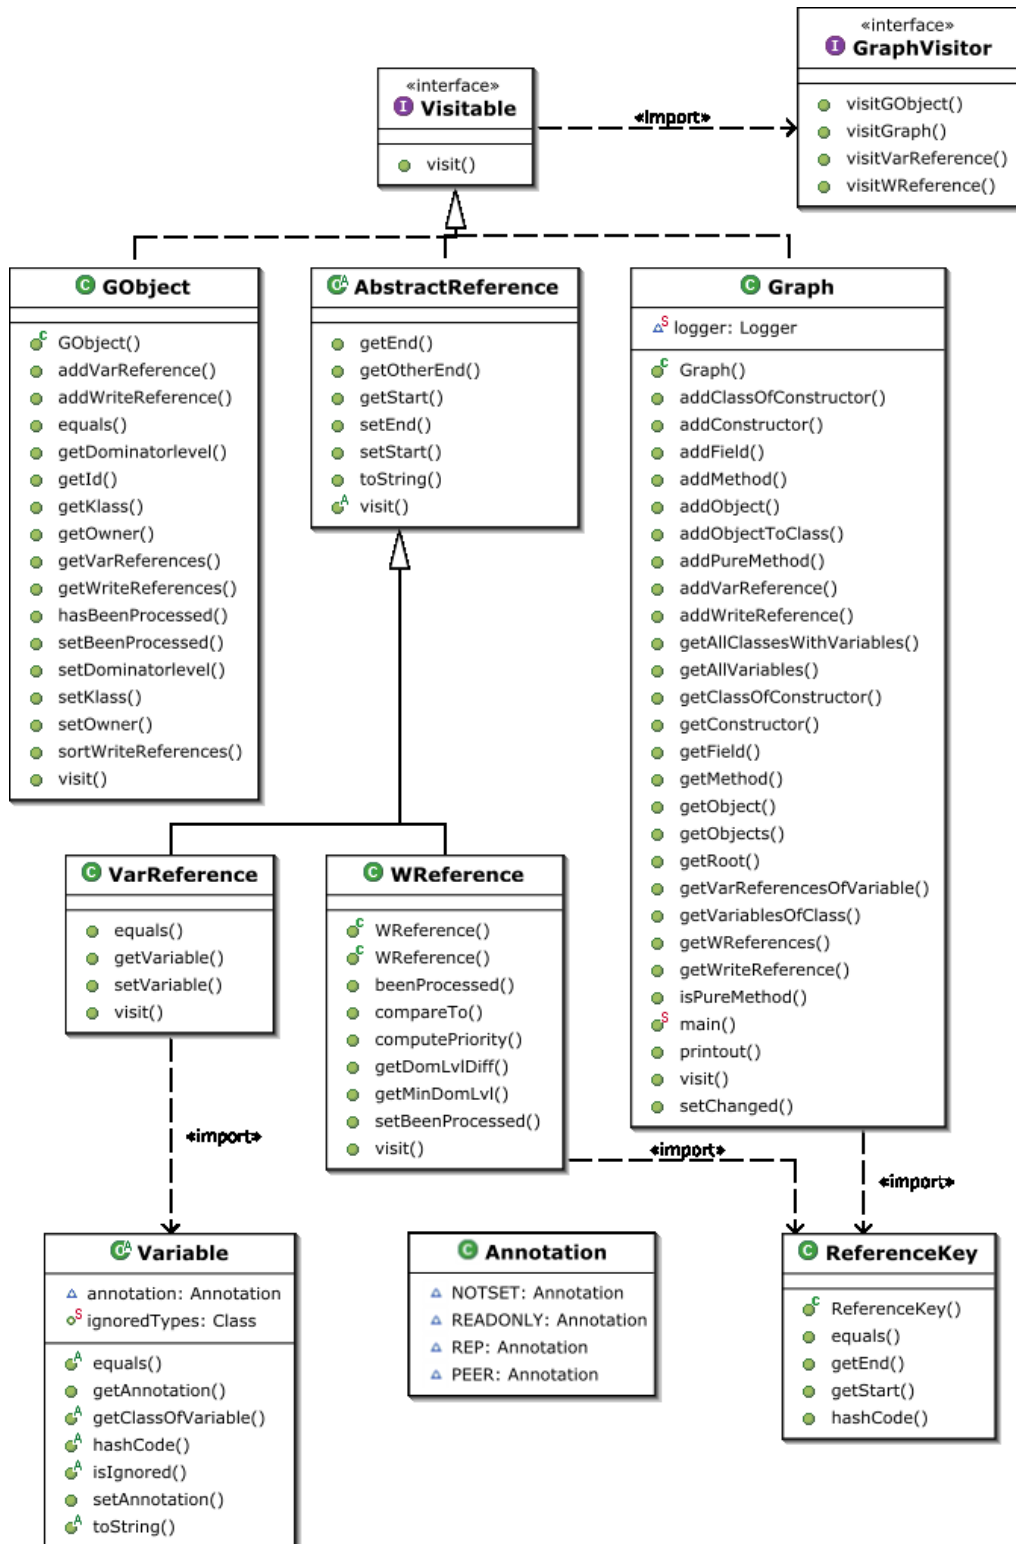 «interface»
I GraphVisitor
visitGObject()
visitGraph()
visitVarReference()
visitWReference()
«interface»
I Visitable
visit()
«import»
C GObject
C GObject()
addVarReference()
addWriteReference()
equals()
getDominatorlevel()
getId()
getKlass()
getOwner()
getVarReferences()
getWriteReferences()
hasBeenProcessed()
setBeenProcessed()
setDominatorlevel()
setKlass()
setOwner()
sortWriteReferences()
visit()
C A AbstractReference
getEnd()
getOtherEnd()
getStart()
setEnd()
setStart()
toString()
A visit()
C Graph
S logger: Logger
C Graph()
addClassOfConstructor()
addConstructor()
addField()
addMethod()
addObject()
addObjectToClass()
addPureMethod()
addVarReference()
addWriteReference()
getAllClassesWithVariables()
getAllVariables()
getClassOfConstructor()
getConstructor()
getField()
getMethod()
getObject()
getObjects()
getRoot()
getVarReferencesOfVariable()
getVariablesOfClass()
getWReferences()
getWriteReference()
isPureMethod()
S main()
printout()
visit()
setChanged()
C VarReference
equals()
getVariable()
setVariable()
visit()
C WReference
C WReference()
C WReference()
beenProcessed()
compareTo()
computePriority()
getDomLvlDiff()
getMinDomLvl()
setBeenProcessed()
visit()
«import»
«import»
«import»
C A Variable
annotation: Annotation
S ignoredTypes: Class
A equals()
getAnnotation()
A getClassOfVariable()
A hashCode()
A isIgnored()
setAnnotation()
A toString()
C Annotation
NOTSET: Annotation
READONLY: Annotation
REP: Annotation
PEER: Annotation
C ReferenceKey
C ReferenceKey()
equals()
getEnd()
getStart()
hashCode()